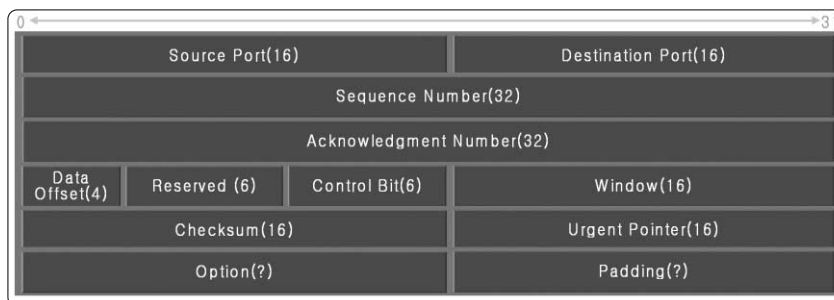 0 3
Source Port(16) Destination Port(16)
Sequence Number(32)
Acknowledgment Number(32)
Data
Offset(4) Reserved (6) Control Bit(6) Window(16)
Checksum(16) Urgent Pointer(16)
Option(?) Padding(?)